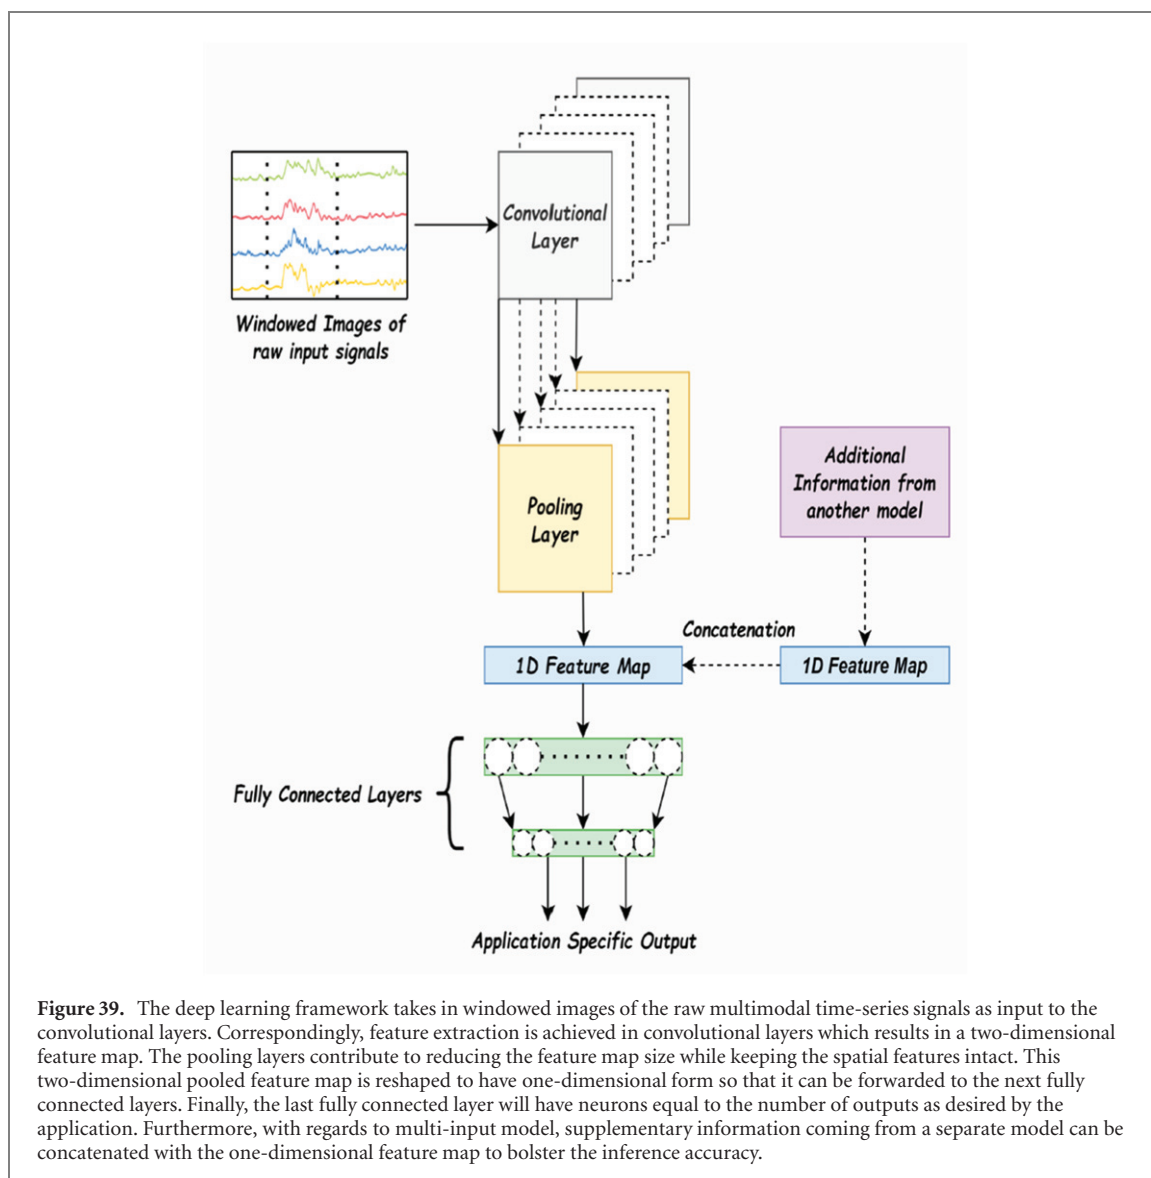 Convolutional
Layer
Windowed Images of
raw input signals
Pooling
Layer
Additional
Information from
another model
Concatenation
1D Feature Map
1D Feature Map
Fully Connected Layers
Application Specific Output
Figure 39. The deep learning framework takes in windowed images of the raw multimodal time-series signals as input to the
convolutional layers. Correspondingly, feature extraction is achieved in convolutional layers which results in a two-dimensional
feature map. The pooling layers contribute to reducing the feature map size while keeping the spatial features intact. This
two-dimensional pooled feature map is reshaped to have one-dimensional form so that it can be forwarded to the next fully
connected layers. Finally, the last fully connected layer will have neurons equal to the number of outputs as desired by the
application. Furthermore, with regards to multi-input model, supplementary information coming from a separate model can be
concatenated with the one-dimensional feature map to bolster the inference accuracy.